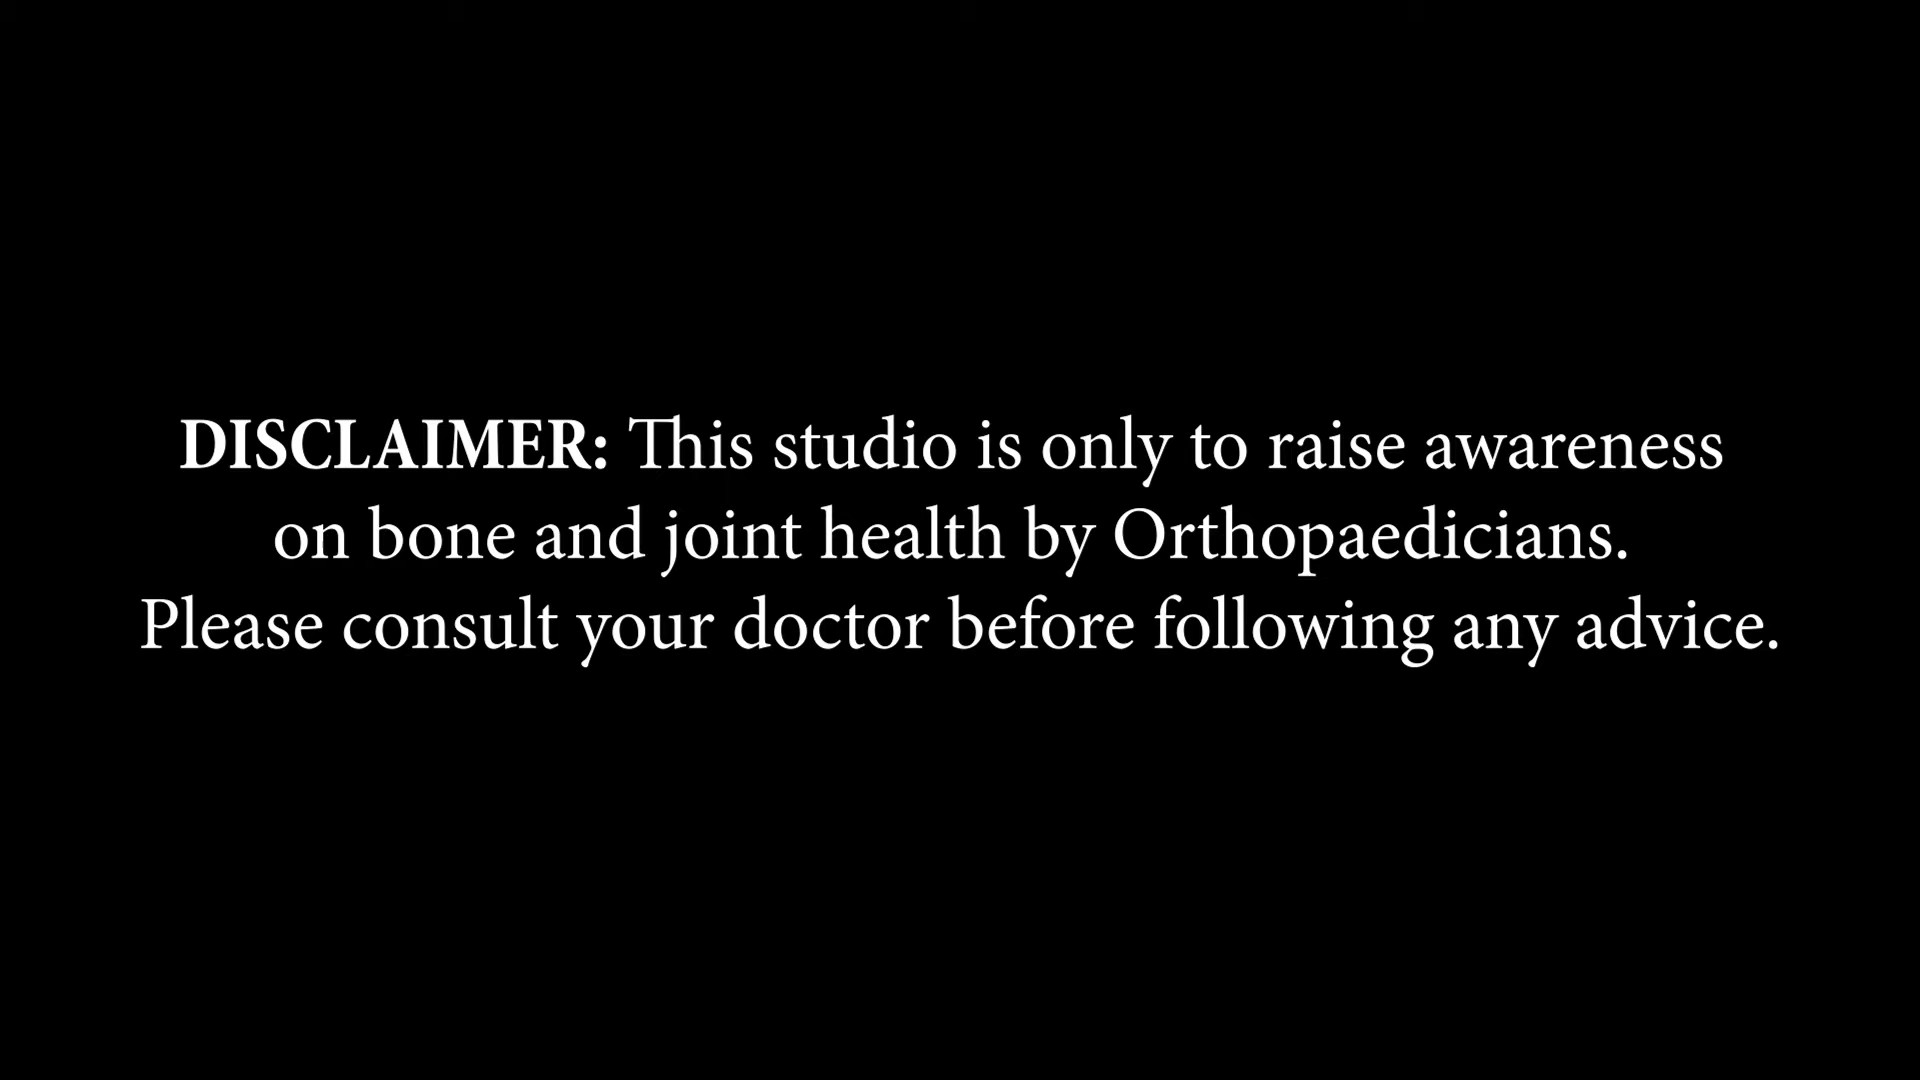 DISCLAIMER: This studio is only to raise awareness
on bone and joint health by Orthopaedicians.
Please consult your doctor before following any advice.